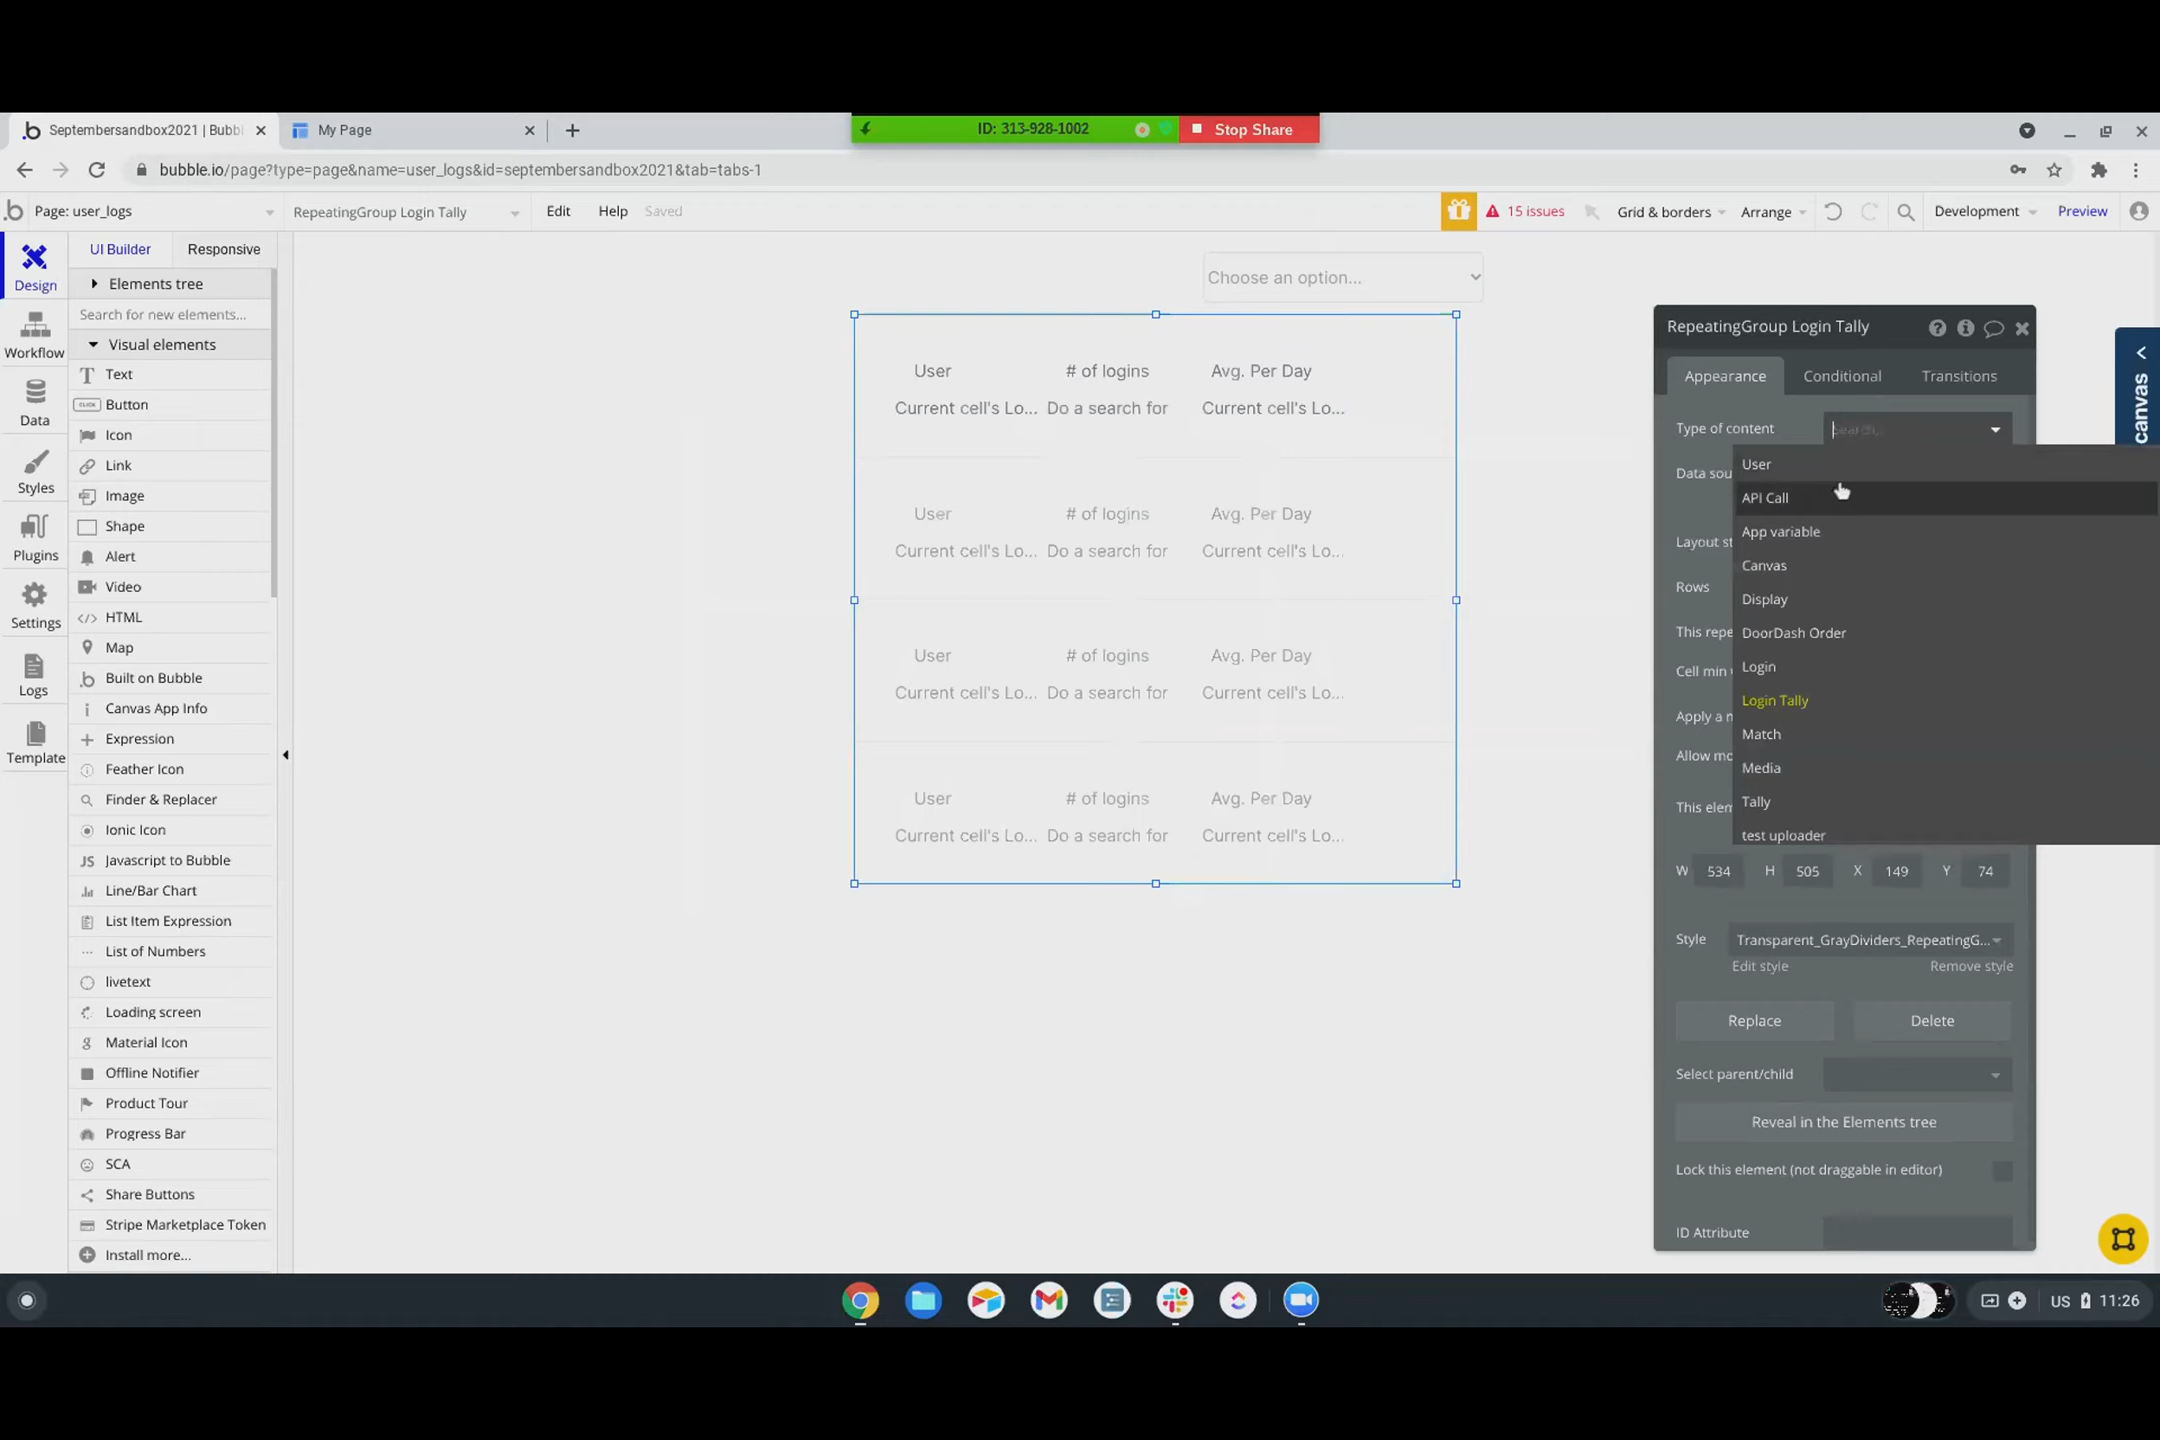 Septembersandbox2021 | Bubbl
My Page
ID: 313-928-1002
Stop Share
bubble.io/page?type=page&name=user_logs&id=septembersandbox2021&tab=tabs-1
Page: user_logs
RepeatingGroup Login Tally
Edit
Help
Saved
15 issues
Grid & borders
Arrange
Development
Preview
Design
Workflow
Data
Styles
Plugins
Settings
Logs
Template
UI Builder
Responsive
Elements tree
Search for new elements...
Visual elements
Text
CLICK
Button
Icon
Link
Image
Shape
Alert
Video
HTML
Map
Built on Bubble
Canvas App Info
Expression
Feather Icon
Finder & Replacer
Ionic Icon
JS Javascript to Bubble
Line/Bar Chart
List Item Expression
List of Numbers
livetext
Loading screen
Material Icon
Offline Notifier
Product Tour
Progress Bar
SCA
Share Buttons
Stripe Marketplace Token
Install more...
Choose an option...
User # of logins Avg. Per Day
Current cell's Lo... Do a search for Current cell's Lo...
User # of logins Avg. Per Day
Current cell's Lo... Do a search for Current cell's Lo...
User # of logins Avg. Per Day
Current cell's Lo... Do a search for Current cell's Lo...
User # of logins Avg. Per Day
Current cell's Lo... Do a search for Current cell's Lo...
RepeatingGroup Login Tally
Appearance
Conditional
Transitions
Type of content
Search...
Data sou
Layout st
Rows
This repe
Cell min
Apply a m
Allow mo
This elem
User
API Call
App variable
Canvas
Display
DoorDash Order
Login
Login Tally
Match
Media
Tally
test uploader
W 534 H 505 X 149 Y 74
Style
Transparent_GrayDividers_RepeatingG...
Edit style
Remove style
Replace
Delete
Select parent/child
Reveal in the Elements tree
Lock this element (not draggable in editor)
ID Attribute
canvas
US
11:26